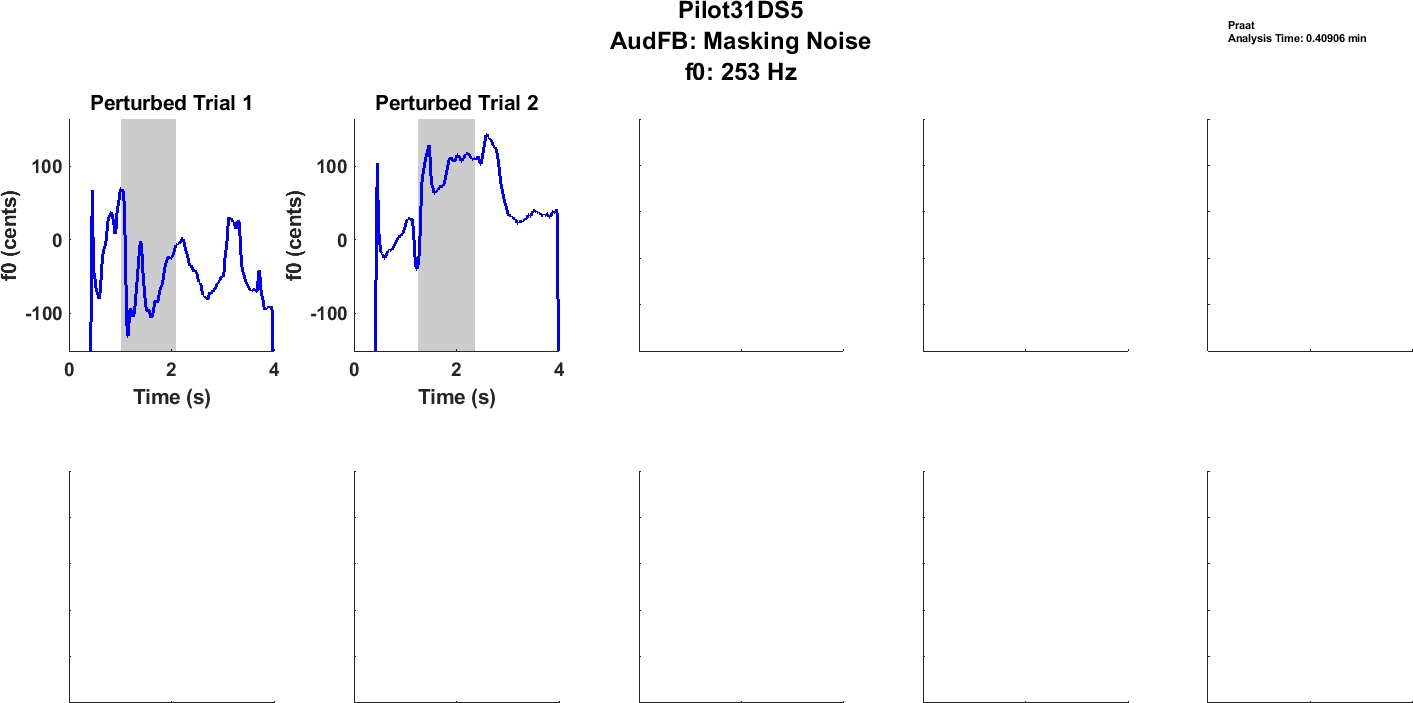 Pilot31DS5
AudFB: Masking Noise
f0: 253 Hz
Praat
Analysis Time: 0.40906 min
Perturbed Trial 1
Perturbed Trial 2
f0 (cents)
100
0
-100
0
2
4
Time (s)
f0 (cents)
100
0
-100
0
2
4
Time (s)